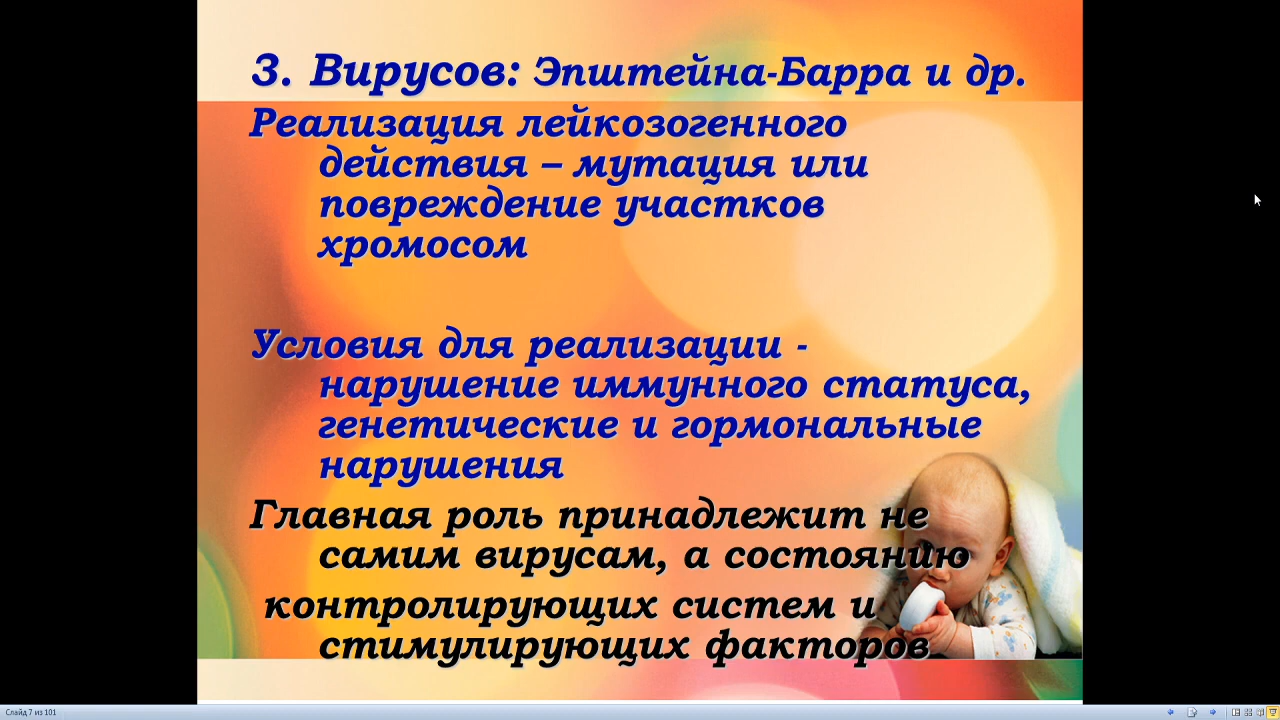 3. Вирусов: Эпштейна-Барра и др.
Реализация лейкозогенного
действия – мутация или
повреждение участков
хромосом
Условия для реализации -
нарушение иммунного статуса,
генетические и гормональные
нарушения
Главная роль принадлежит не
самим вирусам, а состоянию
контролирующих систем и
стимулирующих факторов
Слайд 7 из 101